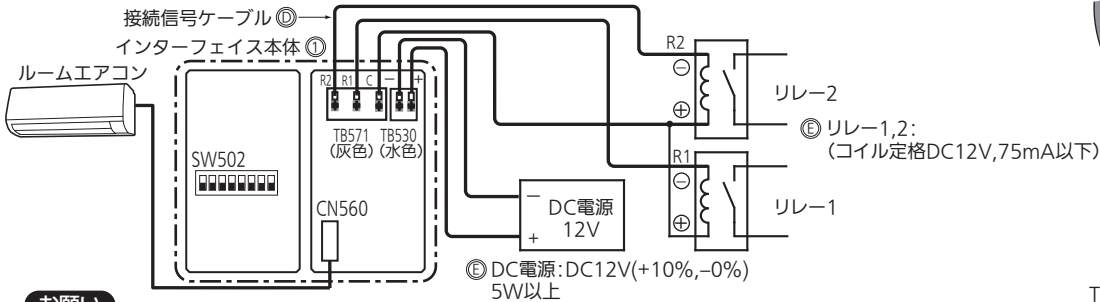 接続信号ケーブル Ⓓ
インターフェイス本体 ①
ルームエアコン
R2 R1 C − +
TB571 TB530
(灰色) (水色)
SW502
CN560
R2
⊖
⊕
リレー2
Ⓔ リレー1,2:
(コイル定格DC12V,75mA以下)
R1
⊖
⊕
リレー1
− DC電源
+ 12V
Ⓔ DC電源:DC12V(+10%,–0%)
5W以上
T